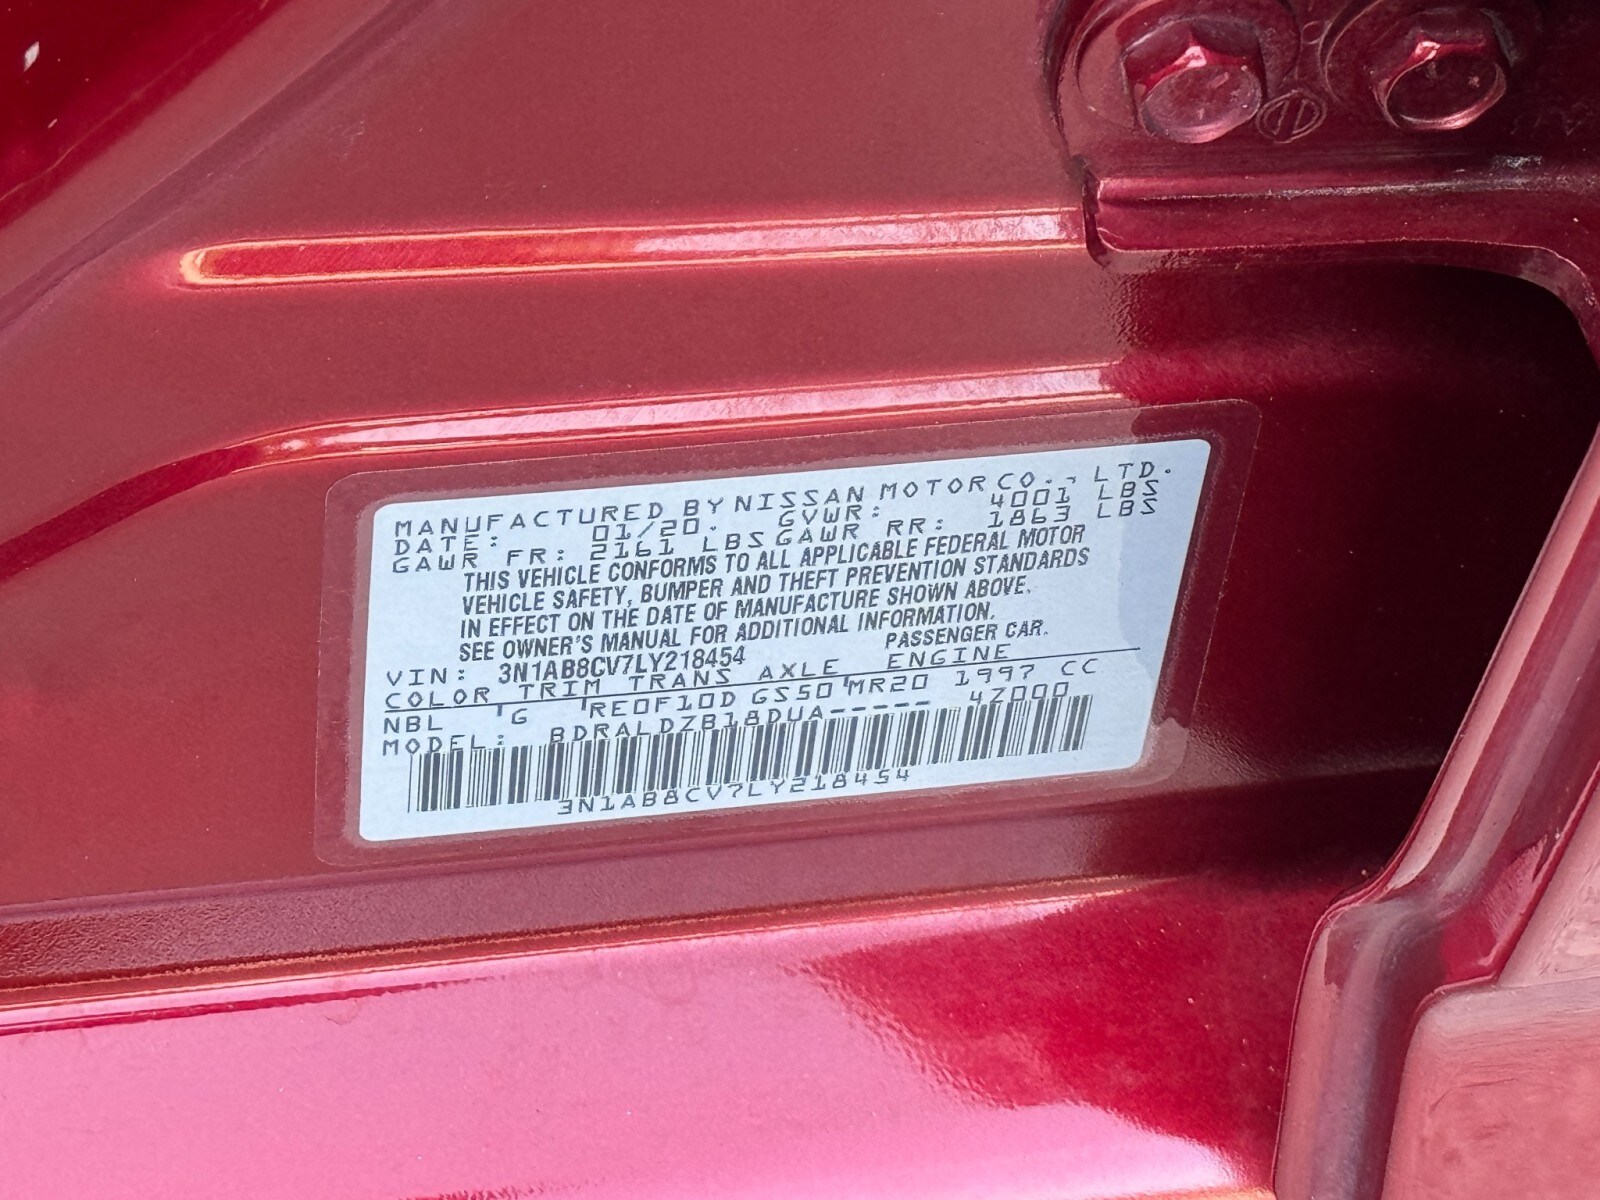 MANUFACTURED BY NISSAN MOTOR CO., LTD.
DATE: 01/20. GVWR: 4001 LBS
GAWR FR: 2161 LBS GAWR RR: 1863 LBS
THIS VEHICLE CONFORMS TO ALL APPLICABLE FEDERAL MOTOR
VEHICLE SAFETY, BUMPER AND THEFT PREVENTION STANDARDS
IN EFFECT ON THE DATE OF MANUFACTURE SHOWN ABOVE.
SEE OWNER'S MANUAL FOR ADDITIONAL INFORMATION.
VIN: 3N1AB8CV7LY218454 PASSENGER CAR.
COLOR TRIM TRANS AXLE ENGINE
NBL G RE0F10D GS50 MR20 1997 CC
MODEL: BDRALDZB18DUA----- 4Z000
3N1AB8CV7LY218454